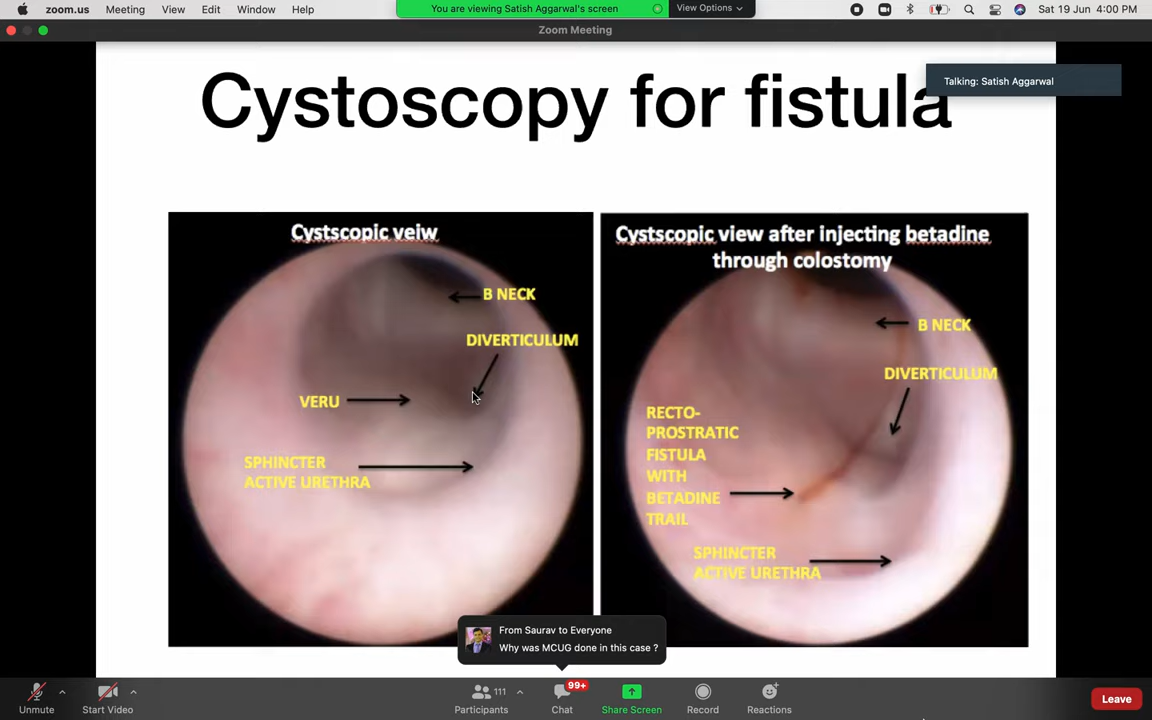 zoom.us Meeting View Edit Window Help
You are viewing Satish Aggarwal's screen
View Options
Sat 19 Jun 4:00 PM
Zoom Meeting
Talking: Satish Aggarwal
Cystoscopy for fistula
Cystscopic veiw
B NECK
DIVERTICULUM
VERU
SPHINCTER
ACTIVE URETHRA
Cystscopic view after injecting betadine
through colostomy
B NECK
DIVERTICULUM
RECTO-
PROSTRATIC
FISTULA
WITH
BETADINE
TRAIL
SPHINCTER
ACTIVE URETHRA
From Saurav to Everyone
Why was MCUG done in this case ?
Unmute
Start Video
111
Participants
99+
Chat
Share Screen
Record
Reactions
Leave